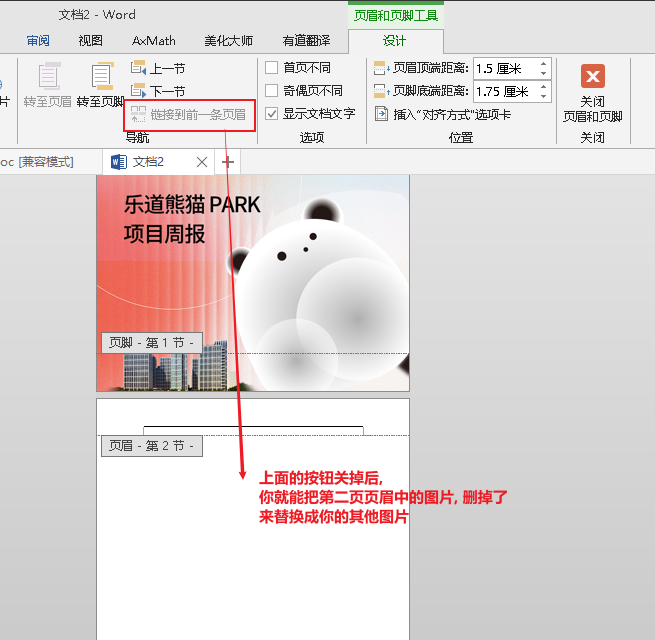 文档2 - Word
页眉和页脚工具
审阅
视图
AxMath
美化大师
有道翻译
设计
片
转至页眉
转至页脚
上一节
下一节
链接到前一条页眉
导航
首页不同
奇偶页不同
显示文档文字
选项
页眉顶端距离:
1.5 厘米
页脚底端距离:
1.75 厘米
插入“对齐方式”选项卡
位置
关闭
页眉和页脚
关闭
oc [兼容模式]
文档2
乐道熊猫 PARK
项目周报
页脚 - 第 1 节 -
页眉 - 第 2 节 -
上面的按钮关掉后,
你就能把第二页页眉中的图片, 删掉了
来替换成你的其他图片